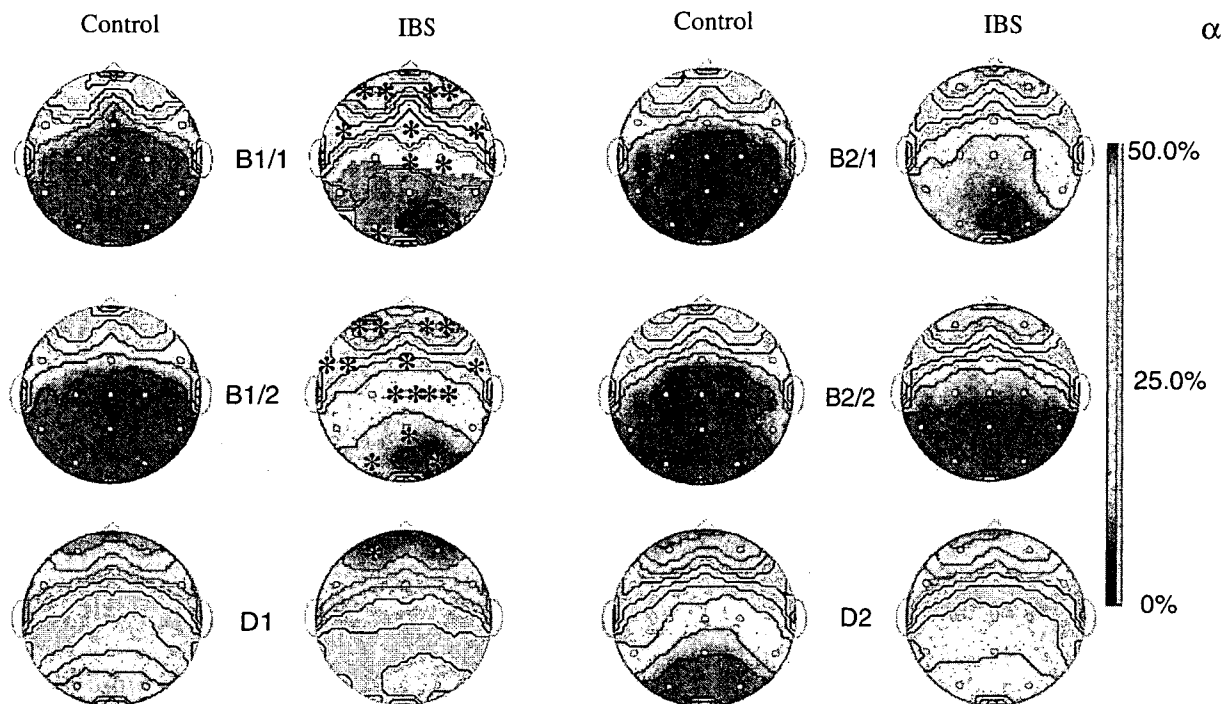 Control IBS Control IBS α
B1/1 B2/1 50.0%
B1/2 B2/2 25.0%
D1 D2 0%